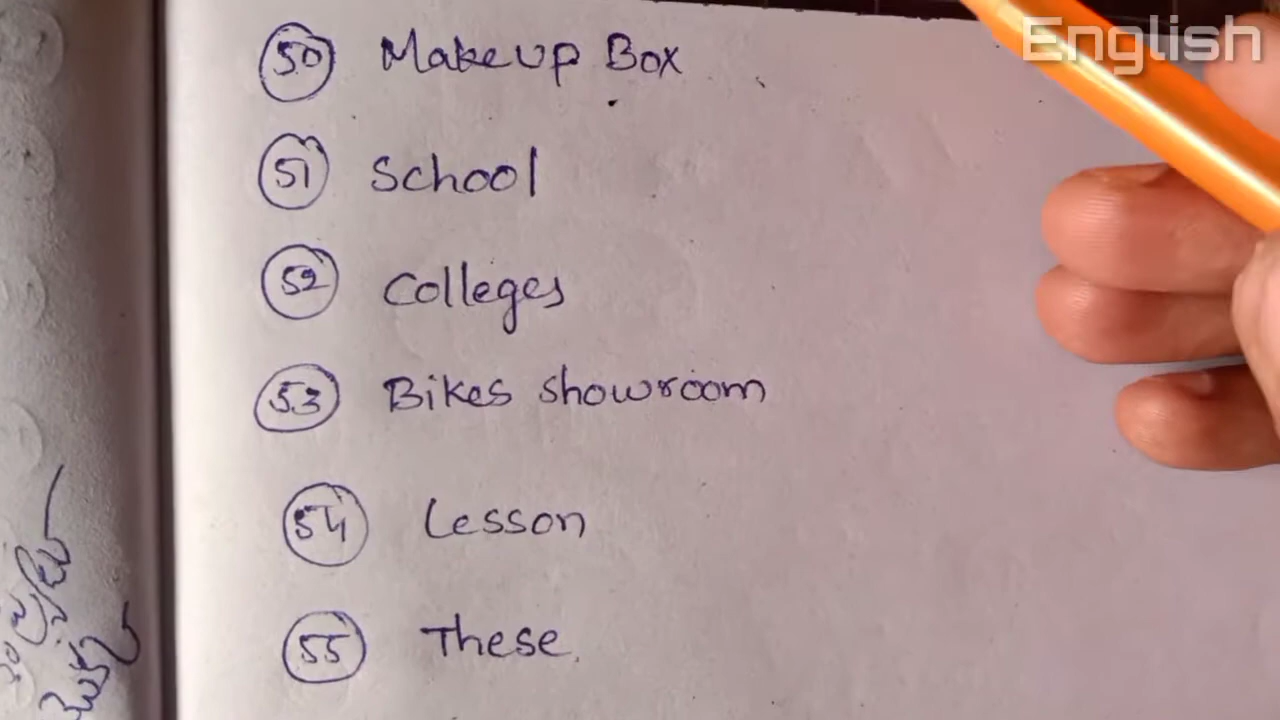 English
50 Makeup Box
51 School
52 Colleges
53 Bikes showroom
54 Lesson
55 These